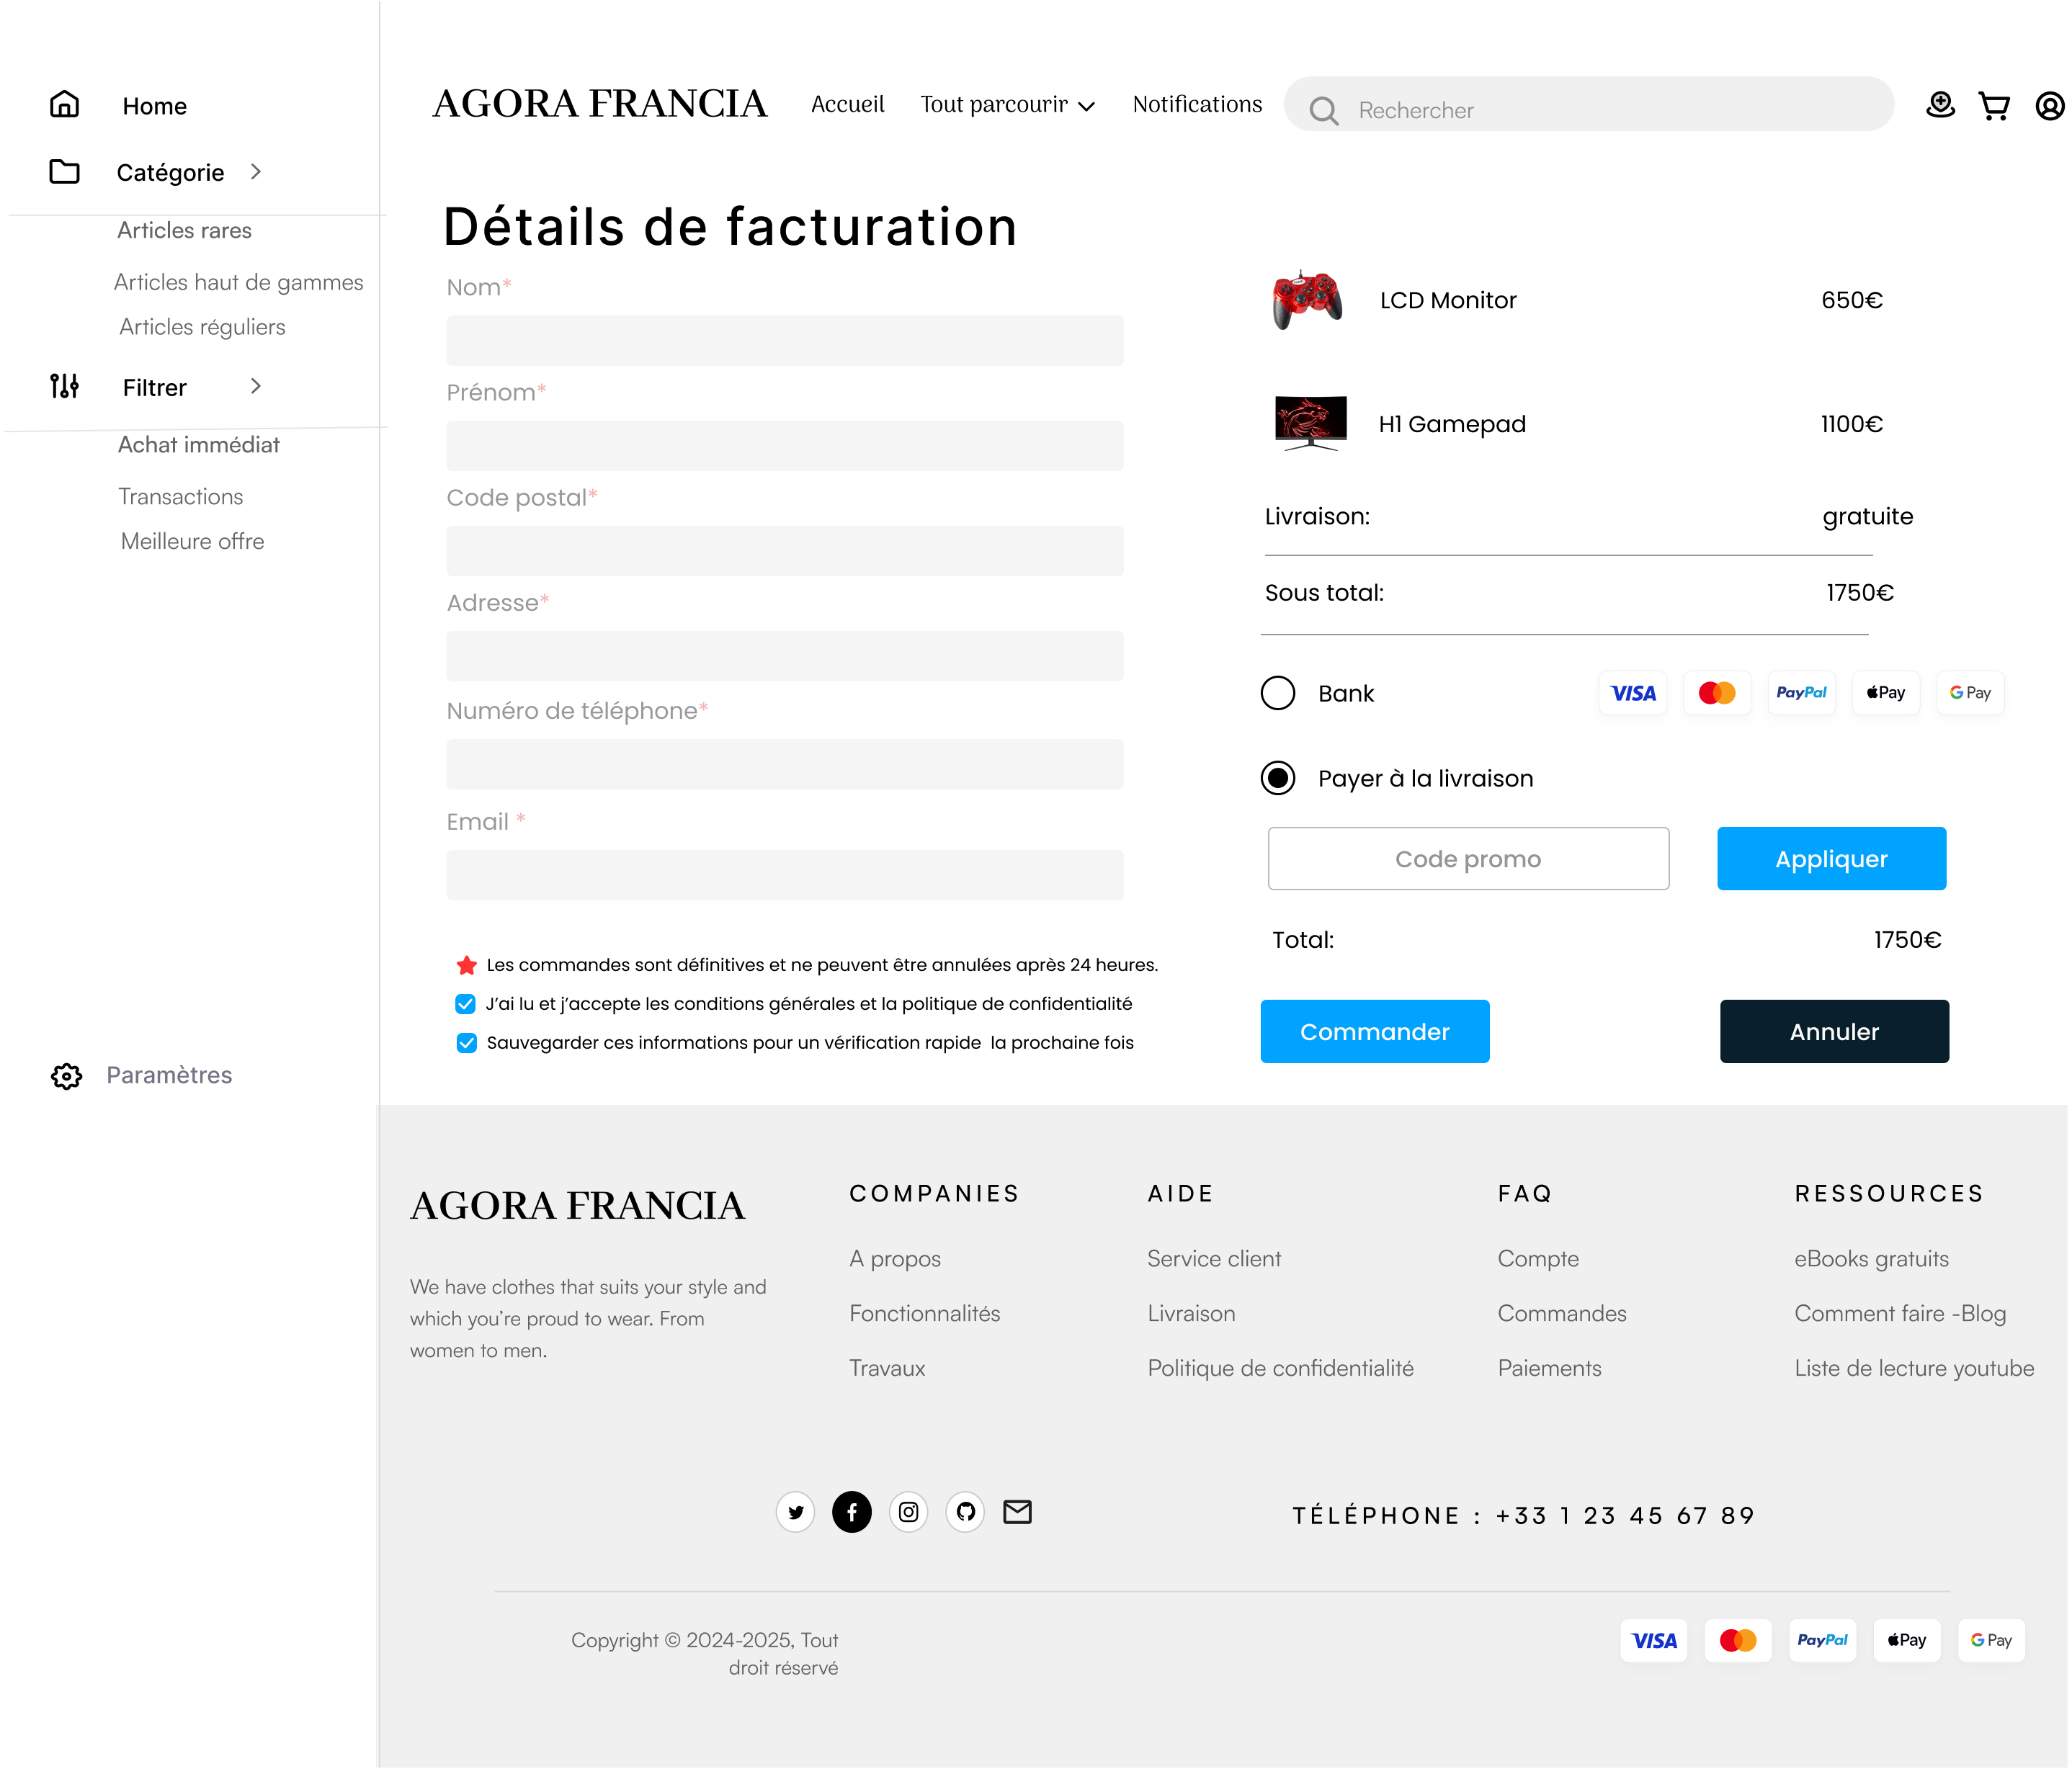 Home
Catégorie
Articles rares
Articles haut de gammes
Articles réguliers
Filtrer
Achat immédiat
Transactions
Meilleure offre
Paramètres
AGORA FRANCIA
Accueil
Tout parcourir
Notifications
Rechercher
Détails de facturation
Nom*
Prénom*
Code postal*
Adresse*
Numéro de téléphone*
Email *
Les commandes sont définitives et ne peuvent être annulées après 24 heures.
J’ai lu et j’accepte les conditions générales et la politique de confidentialité
Sauvegarder ces informations pour un vérification rapide  la prochaine fois
LCD Monitor 650€
H1 Gamepad 1100€
Livraison: gratuite
Sous total: 1750€
Bank VISA PayPal Pay G Pay
Payer à la livraison
Code promo Appliquer
Total: 1750€
Commander Annuler
AGORA FRANCIA
We have clothes that suits your style and
which you’re proud to wear. From
women to men.
COMPANIES
A propos
Fonctionnalités
Travaux
AIDE
Service client
Livraison
Politique de confidentialité
FAQ
Compte
Commandes
Paiements
RESSOURCES
eBooks gratuits
Comment faire -Blog
Liste de lecture youtube
TÉLÉPHONE : +33 1 23 45 67 89
Copyright © 2024-2025, Tout
droit réservé
VISA PayPal Pay G Pay